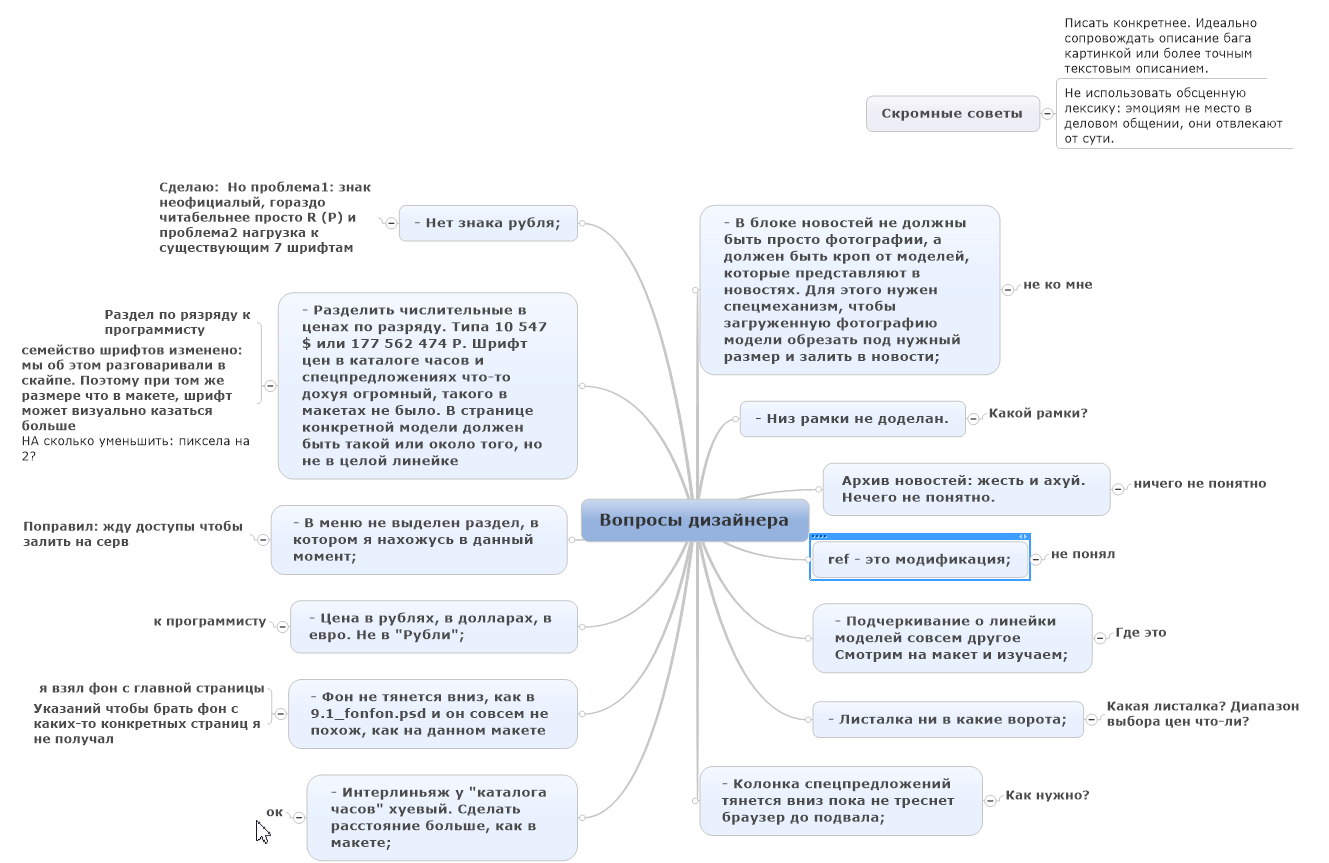 Писать конкретнее. Идеально
сопровождать описание бага
картинкой или более точным
текстовым описанием.
Скромные советы
Не использовать обсценную
лексику: эмоциям не место в
деловом общении, они отвлекают
от сути.
Сделаю:  Но проблема1: знак
неофициалый, гораздо
читабельнее просто R (Р) и
проблема2 нагрузка к
существующим 7 шрифтам
- Нет знака рубля;
Раздел по рязряду к
программисту
семейство шрифтов изменено:
мы об этом разговаривали в
скайпе. Поэтому при том же
размере что в макете, шрифт
может визуально казаться
больше
НА сколько уменьшить: пиксела на
2?
- Разделить числительные в
ценах по разряду. Типа 10 547
$ или 177 562 474 Р. Шрифт
цен в каталоге часов и
спецпредложениях что-то
дохуя огромный, такого в
макетах не было. В странице
конкретной модели должен
быть такой или около того, но
не в целой линейке
Поправил: жду доступы чтобы
залить на серв
- В меню не выделен раздел, в
котором я нахожусь в данный
момент;
к программисту
- Цена в рублях, в долларах, в
евро. Не в "Рубли";
я взял фон с главной страницы
Указаний чтобы брать фон с
каких-то конкретных страниц я
не получал
- Фон не тянется вниз, как в
9.1_fonfon.psd и он совсем не
похож, как на данном макете
ок
- Интерлиньяж у "каталога
часов" хуевый. Сделать
расстояние больше, как в
макете;
Вопросы дизайнера
- В блоке новостей не должны
быть просто фотографии, а
должен быть кроп от моделей,
которые представляют в
новостях. Для этого нужен
спецмеханизм, чтобы
загруженную фотографию
модели обрезать под нужный
размер и залить в новости;
не ко мне
- Низ рамки не доделан.
Какой рамки?
Архив новостей: жесть и ахуй.
Нечего не понятно.
ничего не понятно
ref - это модификация;
не понял
- Подчеркивание о линейки
моделей совсем другое
Смотрим на макет и изучаем;
Где это
- Листалка ни в какие ворота;
Какая листалка? Диапазон
выбора цен что-ли?
- Колонка спецпредложений
тянется вниз пока не треснет
браузер до подвала;
Как нужно?